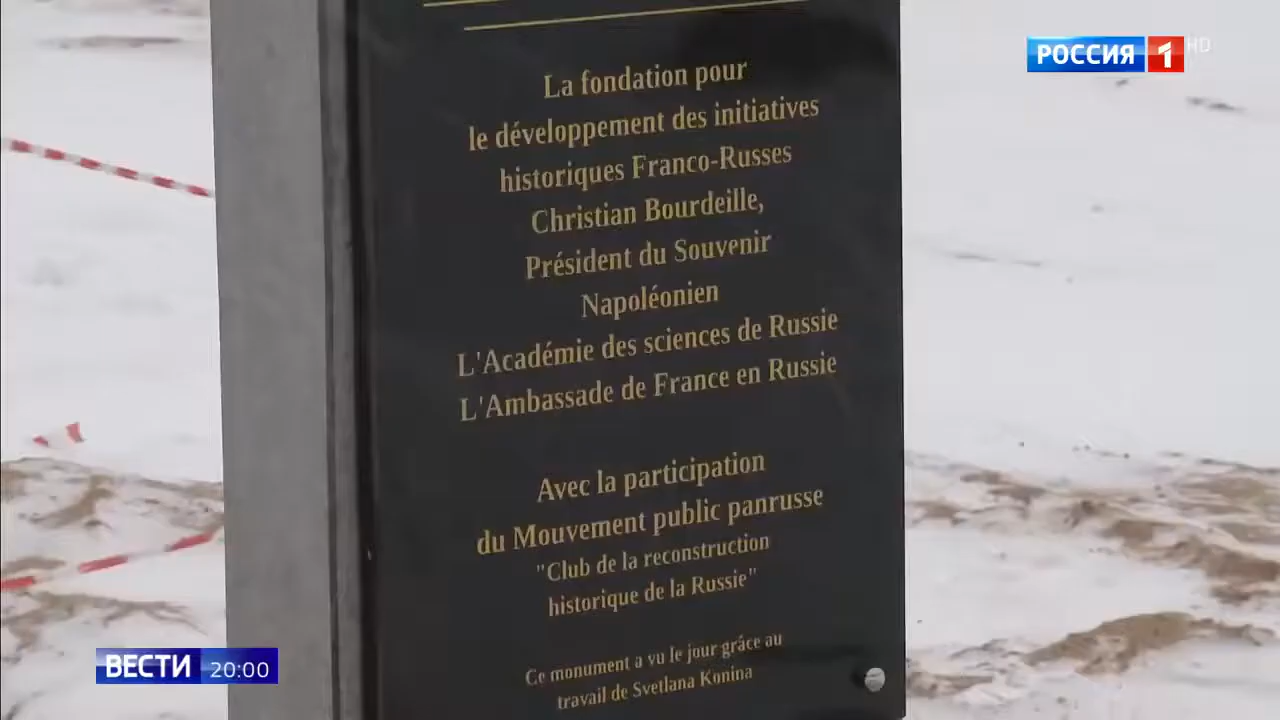 РОССИЯ 1 HD
La fondation pour
le développement des initiatives
historiques Franco-Russes
Christian Bourdeille,
Président du Souvenir
Napoléonien
L'Académie des sciences de Russie
L'Ambassade de France en Russie
Avec la participation
du Mouvement public panrusse
"Club de la reconstruction
historique de la Russie"
Ce monument a vu le jour grâce au
travail de Svetlana Konina
ВЕСТИ 20:00